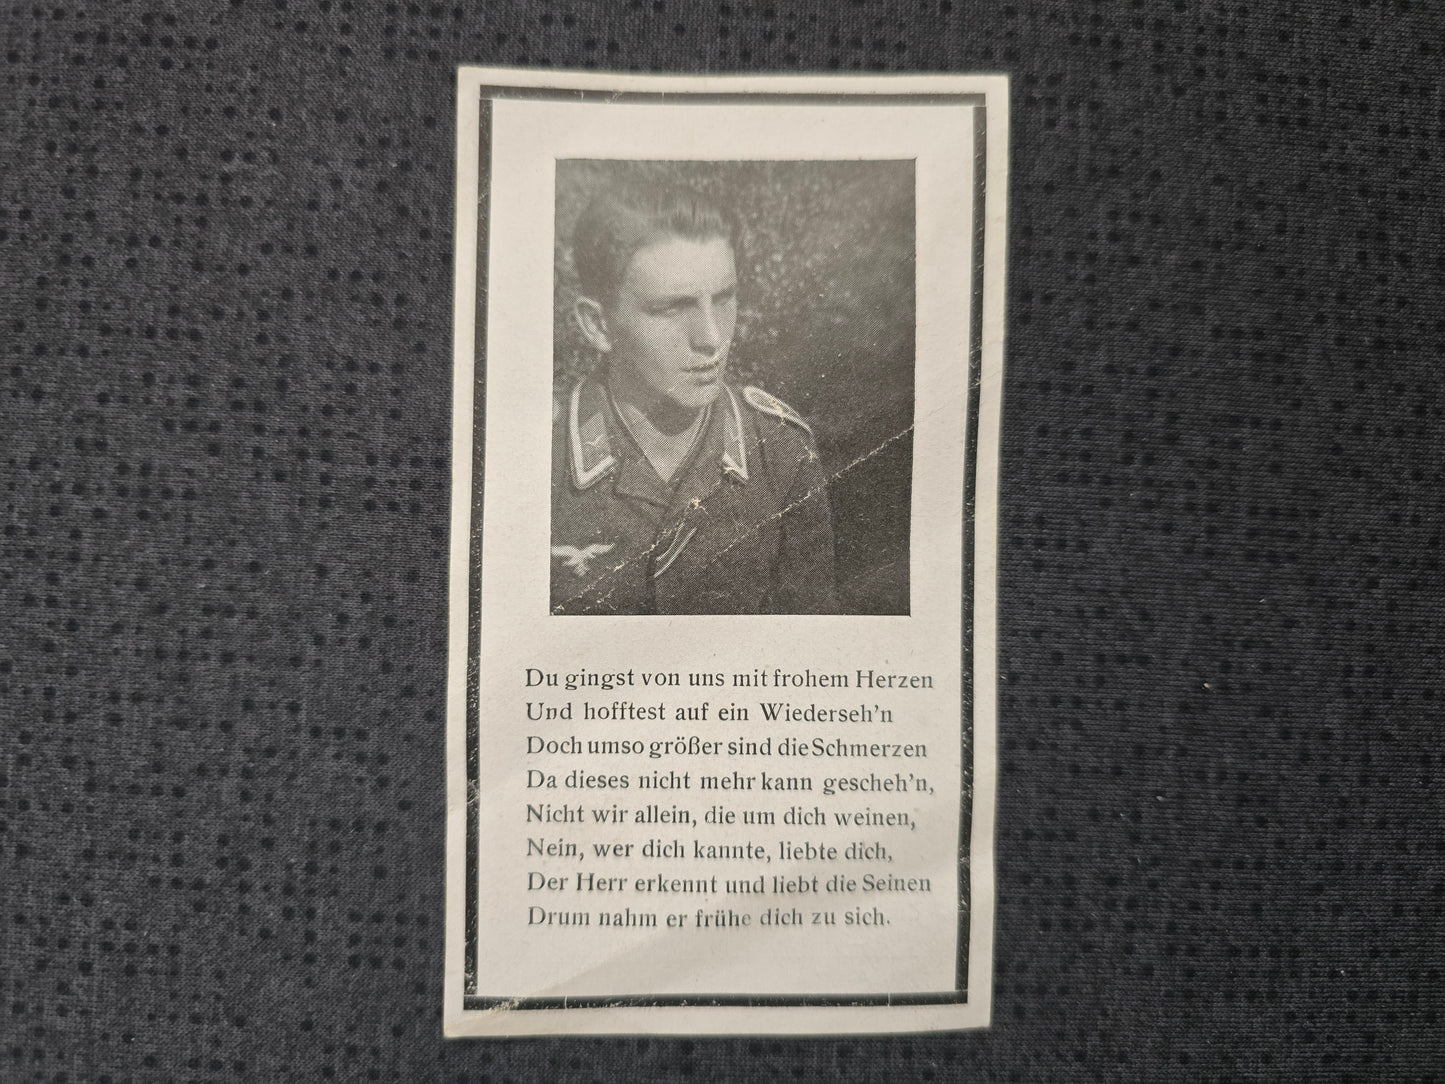 Du gingst von uns mit frohem Herzen
Und hofftest auf ein Wiederseh'n
Doch umso größer sind die Schmerzen
Da dieses nicht mehr kann gescheh'n,
Nicht wir allein, die um dich weinen,
Nein, wer dich kannte, liebte dich,
Der Herr erkennt und liebt die Seinen
Drum nahm er frühe dich zu sich.